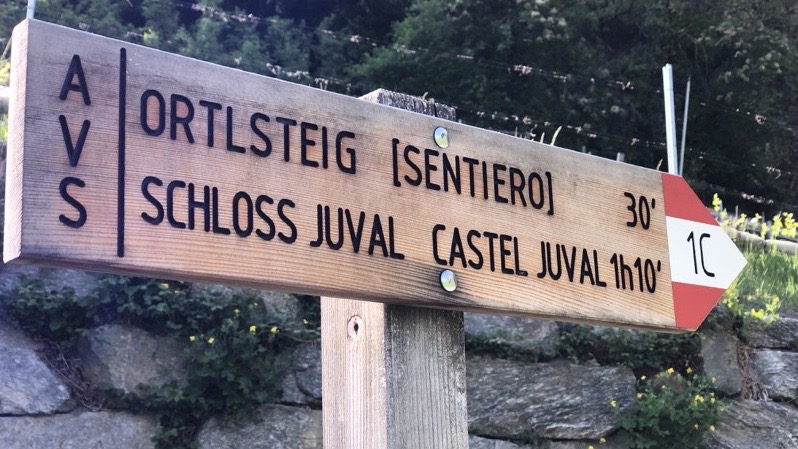 AVS
ORTLSTEIG [SENTIERO] 30'
SCHLOSS JUVAL CASTEL JUVAL 1h10'
1C